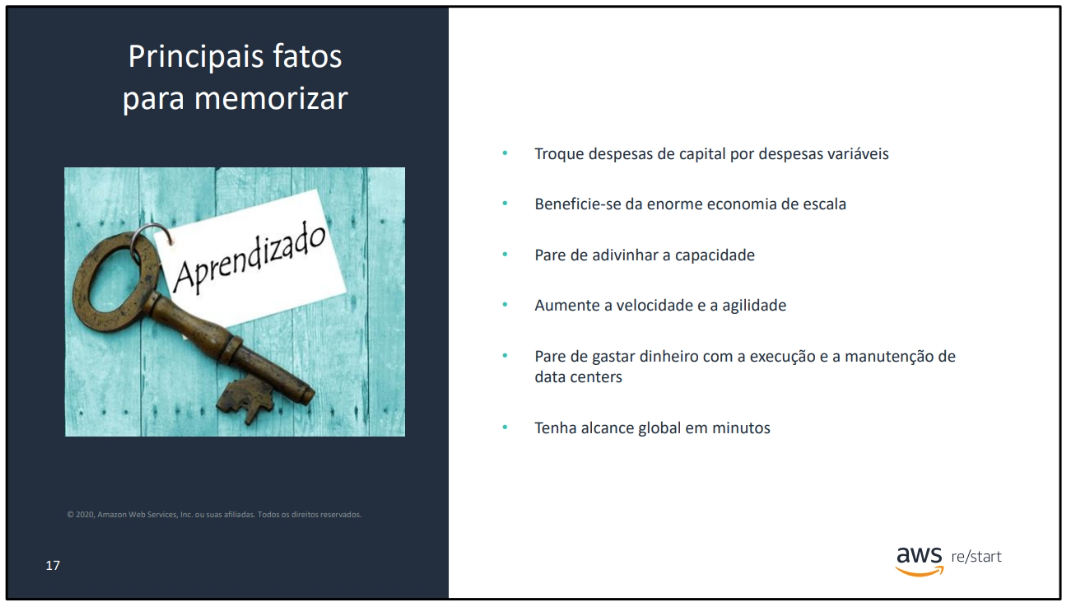 Principais fatos
para memorizar
Aprendizado
Troque despesas de capital por despesas variáveis
Beneficie-se da enorme economia de escala
Pare de adivinhar a capacidade
Aumente a velocidade e a agilidade
Pare de gastar dinheiro com a execução e a manutenção de
data centers
Tenha alcance global em minutos
© 2020, Amazon Web Services, Inc. ou suas afiliadas. Todos os direitos reservados.
17
aws re/start